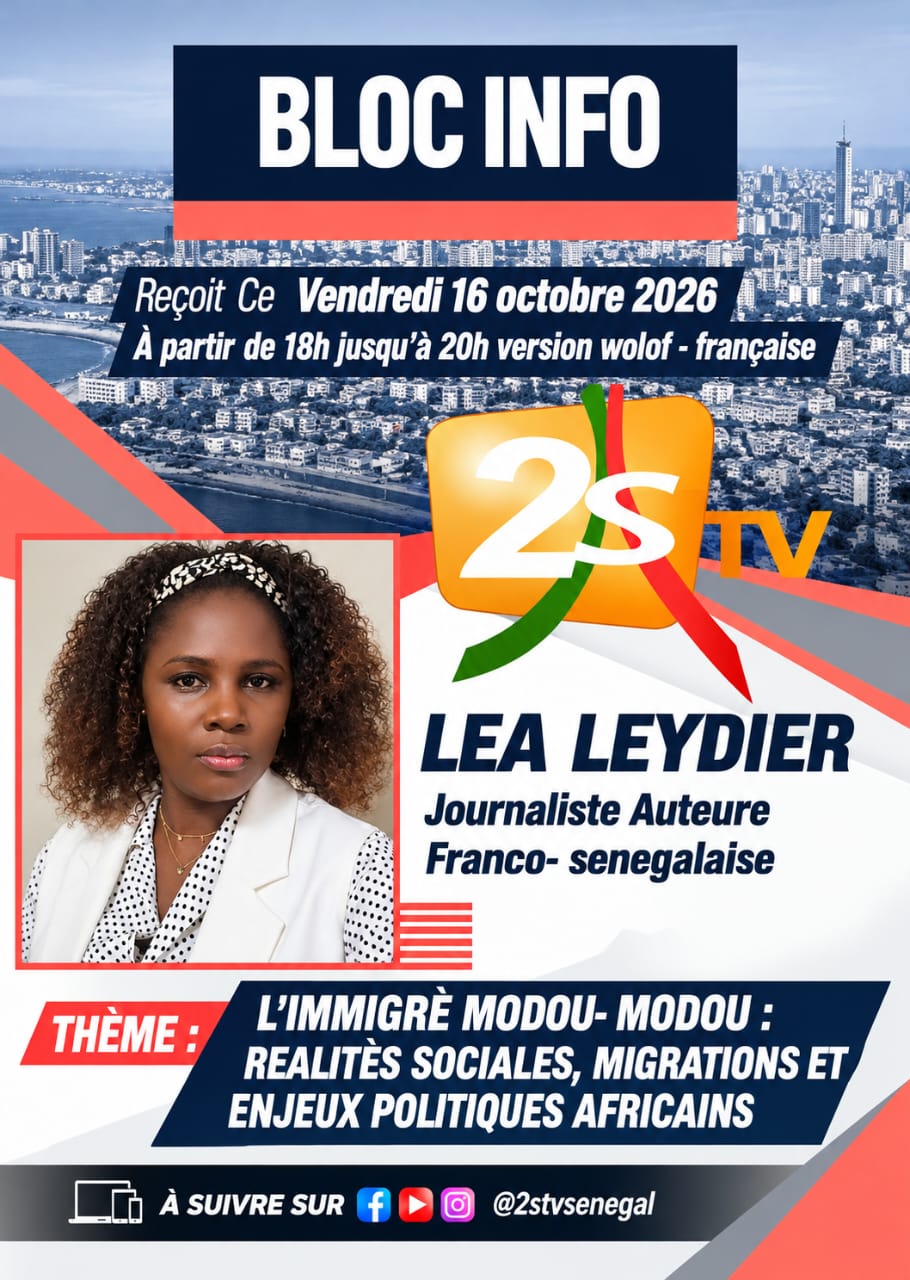 BLOC INFO
Reçoit Ce Vendredi 16 octobre 2026
À partir de 18h jusqu'à 20h version wolof - française
2s TV
LEA LEYDIER
Journaliste Auteure
Franco- senegalaise
THÈME :
L'IMMIGRÈ MODOU- MODOU :
REALITÈS SOCIALES, MIGRATIONS ET
ENJEUX POLITIQUES AFRICAINS
À SUIVRE SUR @2stvsenegal